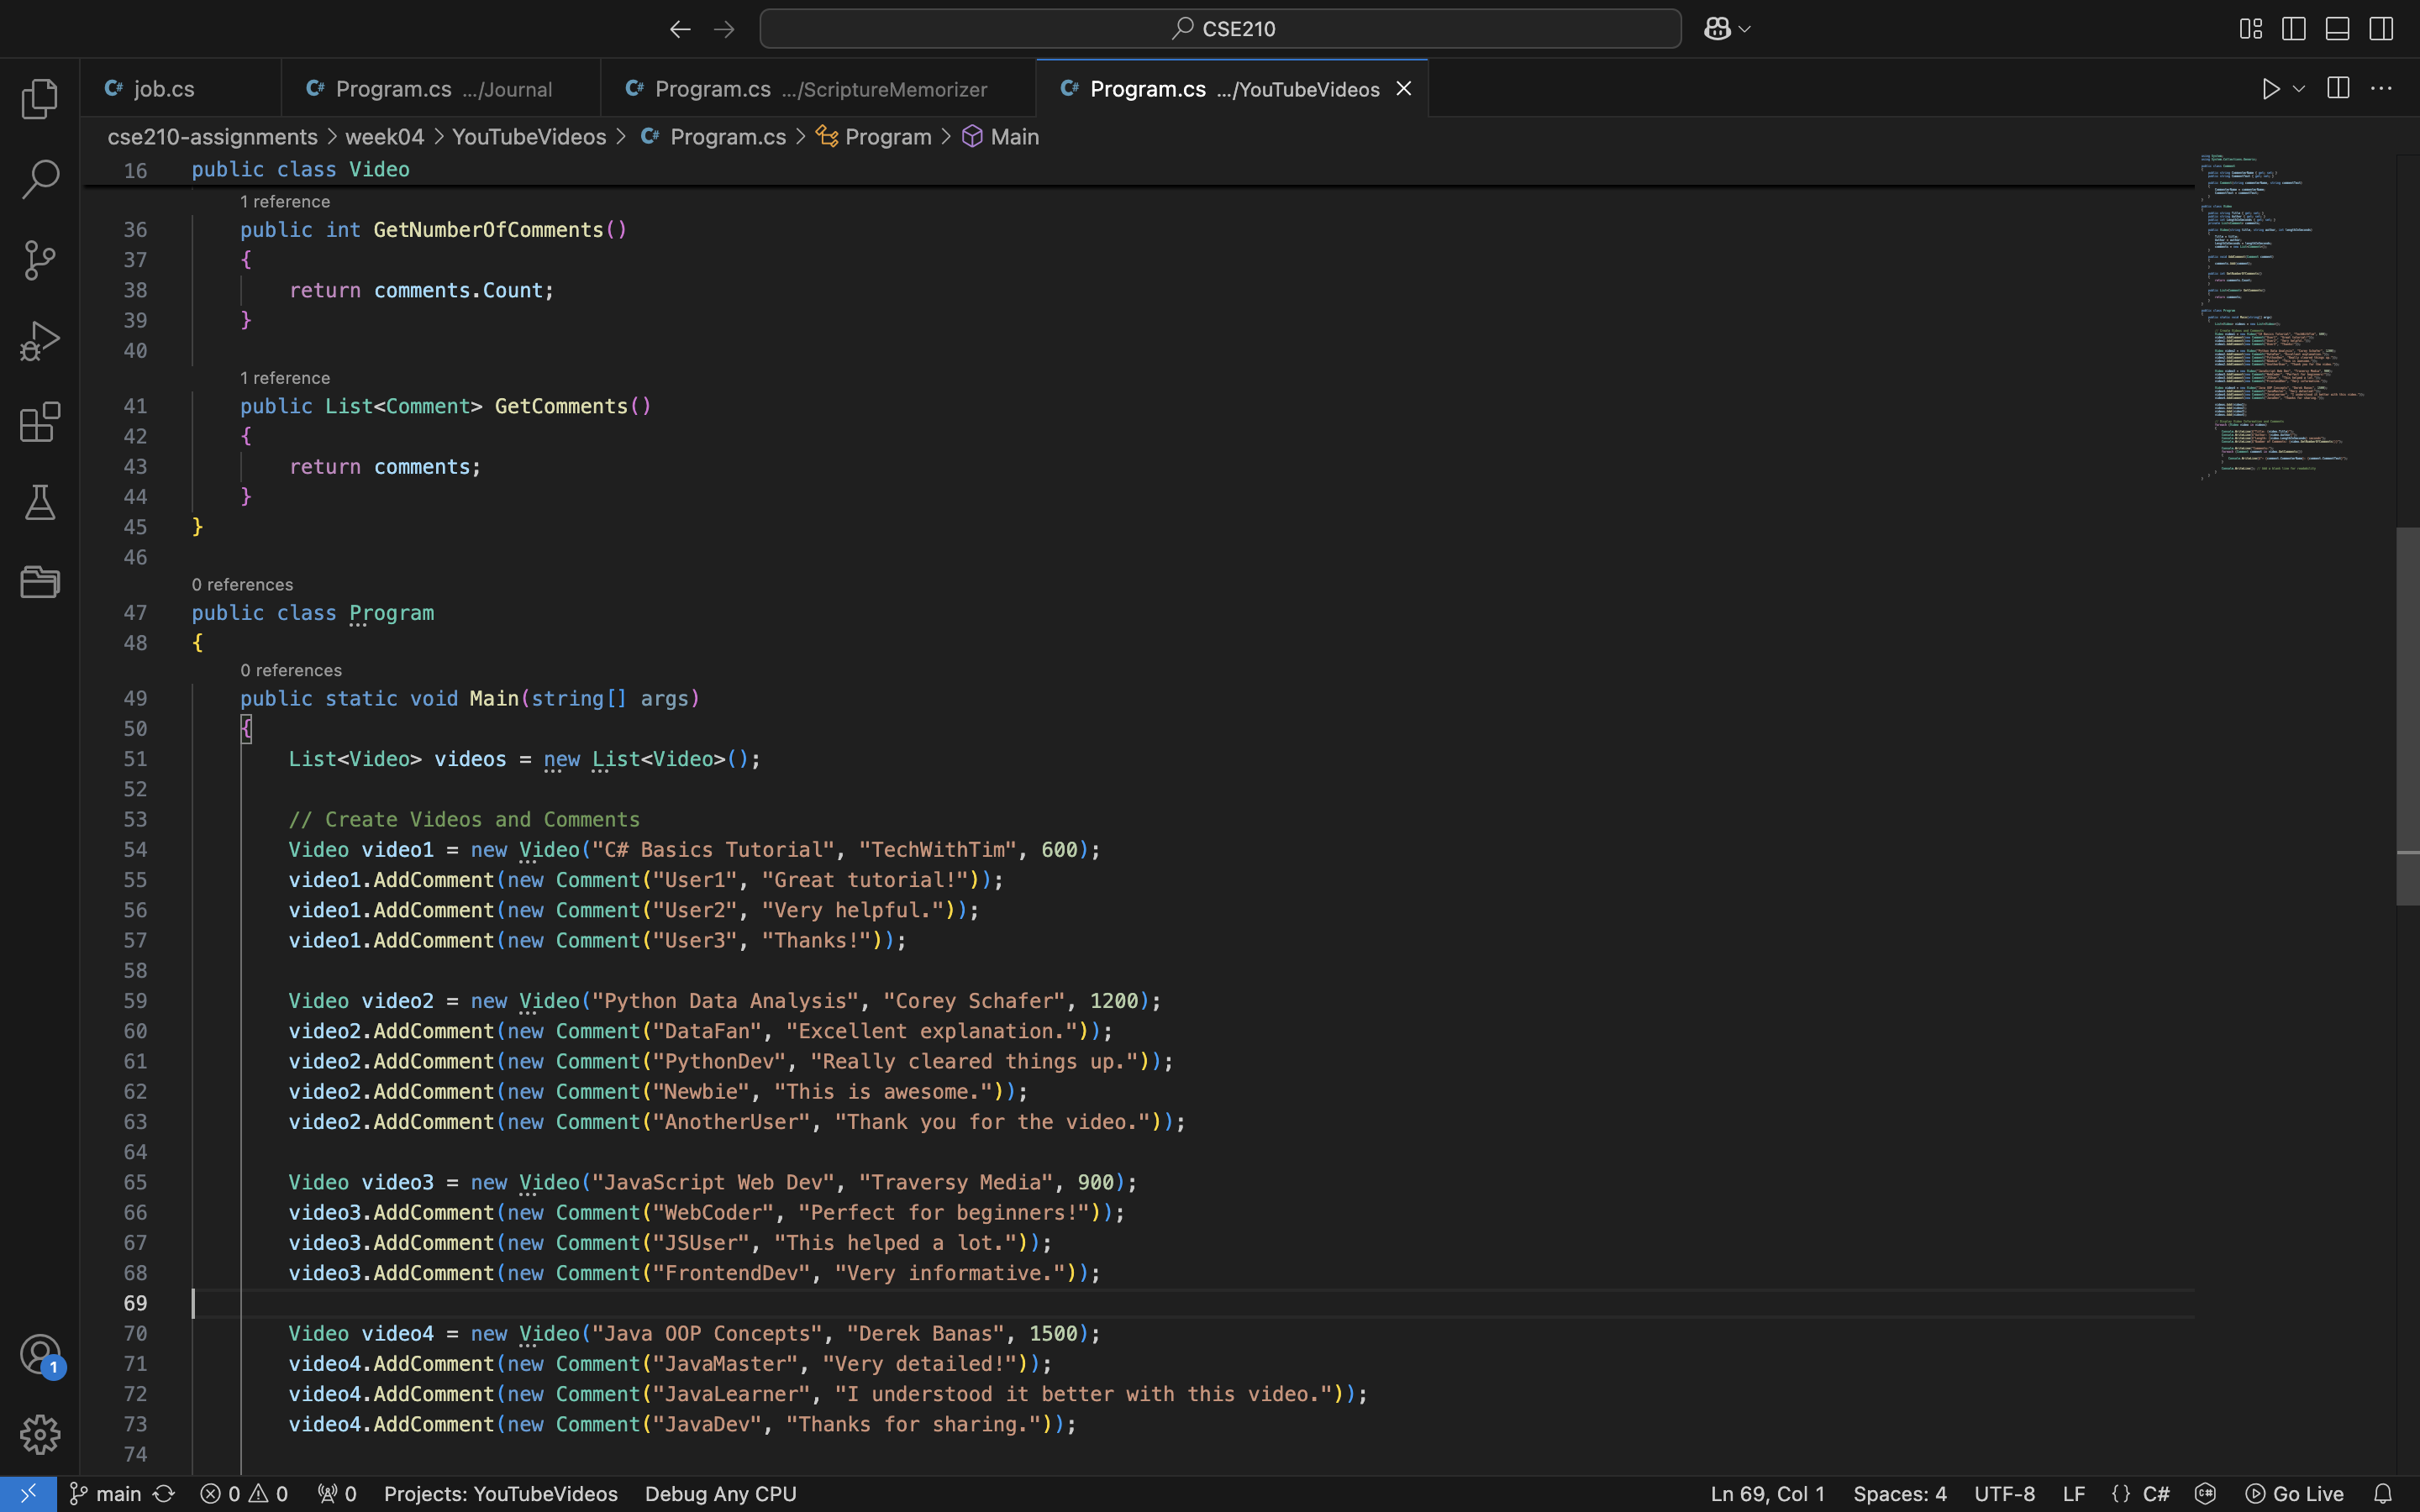 CSE210
job.cs
Program.cs .../Journal
Program.cs .../ScriptureMemorizer
Program.cs .../YouTubeVideos
cse210-assignments > week04 > YouTubeVideos > Program.cs > Program > Main
16 public class Video
1 reference
36 public int GetNumberOfComments()
37 {
38 return comments.Count;
39 }
40
1 reference
41 public List<Comment> GetComments()
42 {
43 return comments;
44 }
45 }
46
0 references
47 public class Program
48 {
0 references
49 public static void Main(string[] args)
50 {
51 List<Video> videos = new List<Video>();
52
53 // Create Videos and Comments
54 Video video1 = new Video("C# Basics Tutorial", "TechWithTim", 600);
55 video1.AddComment(new Comment("User1", "Great tutorial!"));
56 video1.AddComment(new Comment("User2", "Very helpful."));
57 video1.AddComment(new Comment("User3", "Thanks!"));
58
59 Video video2 = new Video("Python Data Analysis", "Corey Schafer", 1200);
60 video2.AddComment(new Comment("DataFan", "Excellent explanation."));
61 video2.AddComment(new Comment("PythonDev", "Really cleared things up."));
62 video2.AddComment(new Comment("Newbie", "This is awesome."));
63 video2.AddComment(new Comment("AnotherUser", "Thank you for the video."));
64
65 Video video3 = new Video("JavaScript Web Dev", "Traversy Media", 900);
66 video3.AddComment(new Comment("WebCoder", "Perfect for beginners!"));
67 video3.AddComment(new Comment("JSUser", "This helped a lot."));
68 video3.AddComment(new Comment("FrontendDev", "Very informative."));
69
70 Video video4 = new Video("Java OOP Concepts", "Derek Banas", 1500);
71 video4.AddComment(new Comment("JavaMaster", "Very detailed!"));
72 video4.AddComment(new Comment("JavaLearner", "I understood it better with this video."));
73 video4.AddComment(new Comment("JavaDev", "Thanks for sharing."));
74
1
main 0 0 0 Projects: YouTubeVideos Debug Any CPU Ln 69, Col 1 Spaces: 4 UTF-8 LF {} C# Go Live